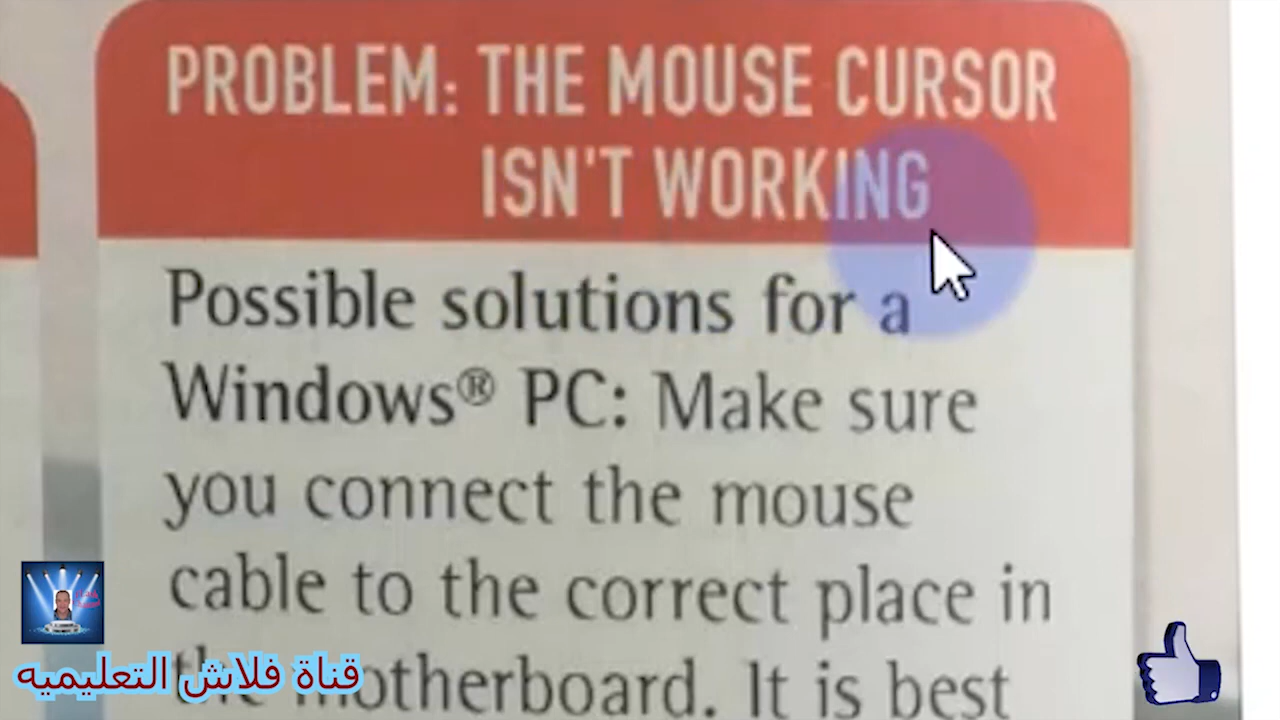 PROBLEM: THE MOUSE CURSOR
ISN'T WORKING
Possible solutions for a
Windows® PC: Make sure
you connect the mouse
cable to the correct place in
the motherboard. It is best
قناة فلاش التعليميه